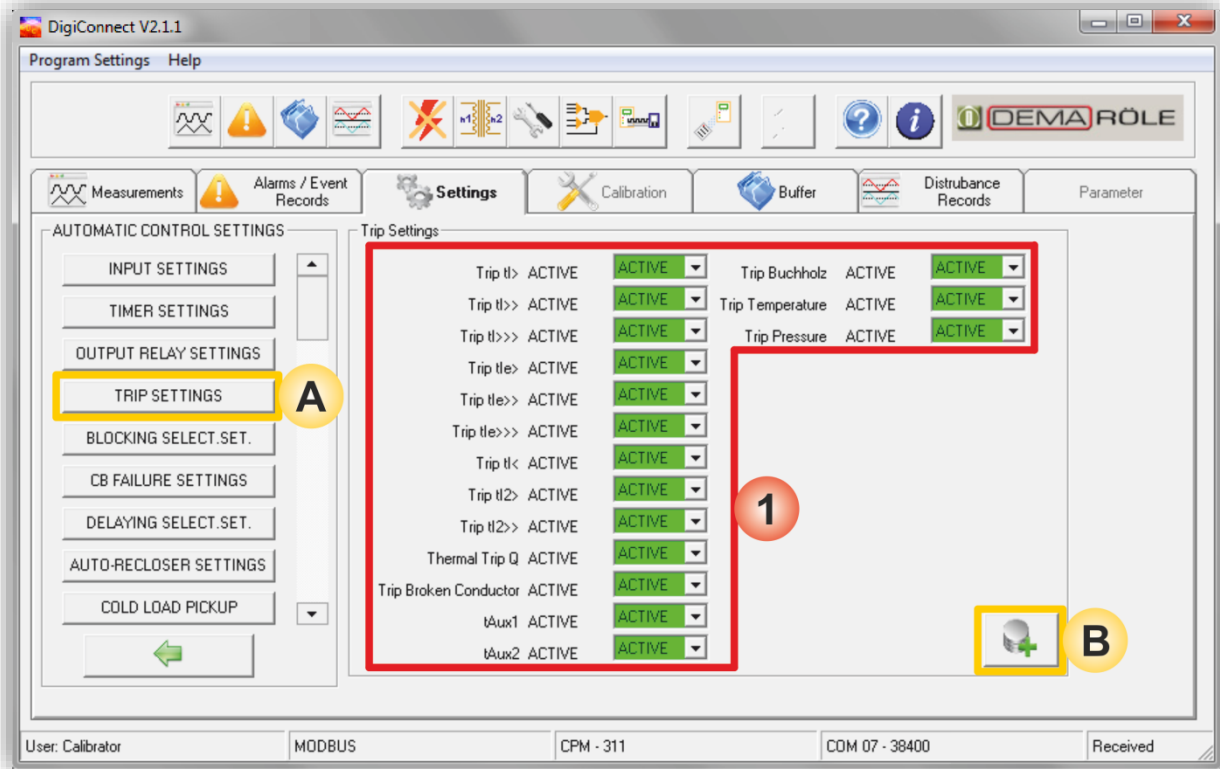 DigiConnect V2.1.1
Program Settings Help
h1 h2
DEMA RÖLE
Measurements
Alarms / Event
Records
Settings
Calibration
Buffer
Distrubance
Records
Parameter
AUTOMATIC CONTROL SETTINGS
INPUT SETTINGS
TIMER SETTINGS
OUTPUT RELAY SETTINGS
TRIP SETTINGS
A
BLOCKING SELECT.SET.
CB FAILURE SETTINGS
DELAYING SELECT.SET.
AUTO-RECLOSER SETTINGS
COLD LOAD PICKUP
Trip Settings
Trip tI> ACTIVE ACTIVE
Trip tI>> ACTIVE ACTIVE
Trip tI>>> ACTIVE ACTIVE
Trip tIe> ACTIVE ACTIVE
Trip tIe>> ACTIVE ACTIVE
Trip tIe>>> ACTIVE ACTIVE
Trip tI< ACTIVE ACTIVE
Trip tI2> ACTIVE ACTIVE
Trip tI2>> ACTIVE ACTIVE
Thermal Trip Q ACTIVE ACTIVE
Trip Broken Conductor ACTIVE ACTIVE
tAux1 ACTIVE ACTIVE
tAux2 ACTIVE ACTIVE
Trip Buchholz ACTIVE ACTIVE
Trip Temperature ACTIVE ACTIVE
Trip Pressure ACTIVE ACTIVE
1
B
User: Calibrator MODBUS CPM - 311 COM 07 - 38400 Received